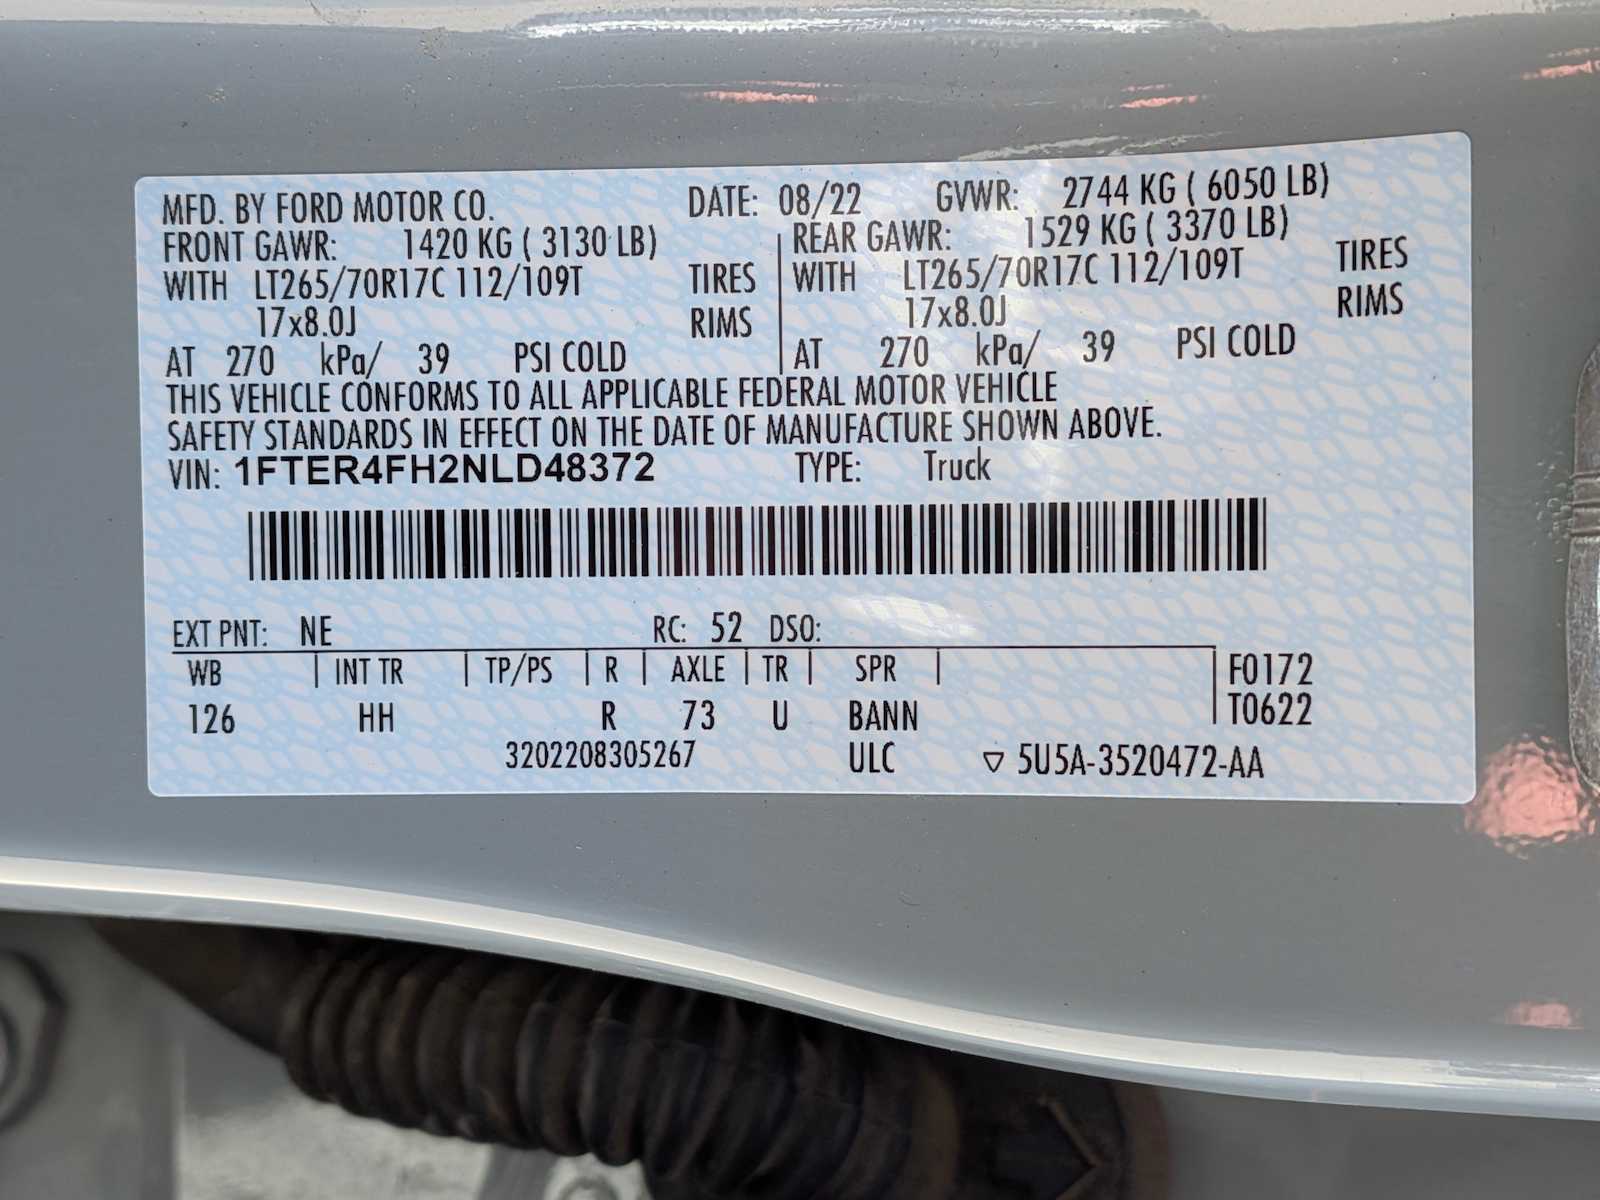 MFD. BY FORD MOTOR CO. DATE: 08/22 GVWR: 2744 KG ( 6050 LB)
FRONT GAWR: 1420 KG ( 3130 LB) REAR GAWR: 1529 KG ( 3370 LB)
WITH LT265/70R17C 112/109T TIRES WITH LT265/70R17C 112/109T TIRES
17x8.0J RIMS 17x8.0J RIMS
AT 270 kPa/ 39 PSI COLD AT 270 kPa/ 39 PSI COLD
THIS VEHICLE CONFORMS TO ALL APPLICABLE FEDERAL MOTOR VEHICLE
SAFETY STANDARDS IN EFFECT ON THE DATE OF MANUFACTURE SHOWN ABOVE.
VIN: 1FTER4FH2NLD48372 TYPE: Truck
EXT PNT: NE RC: 52 DSO:
WB INT TR TP/PS R AXLE TR SPR F0172
126 HH R 73 U BANN T0622
3202208305267 ULC ▽ 5U5A-3520472-AA